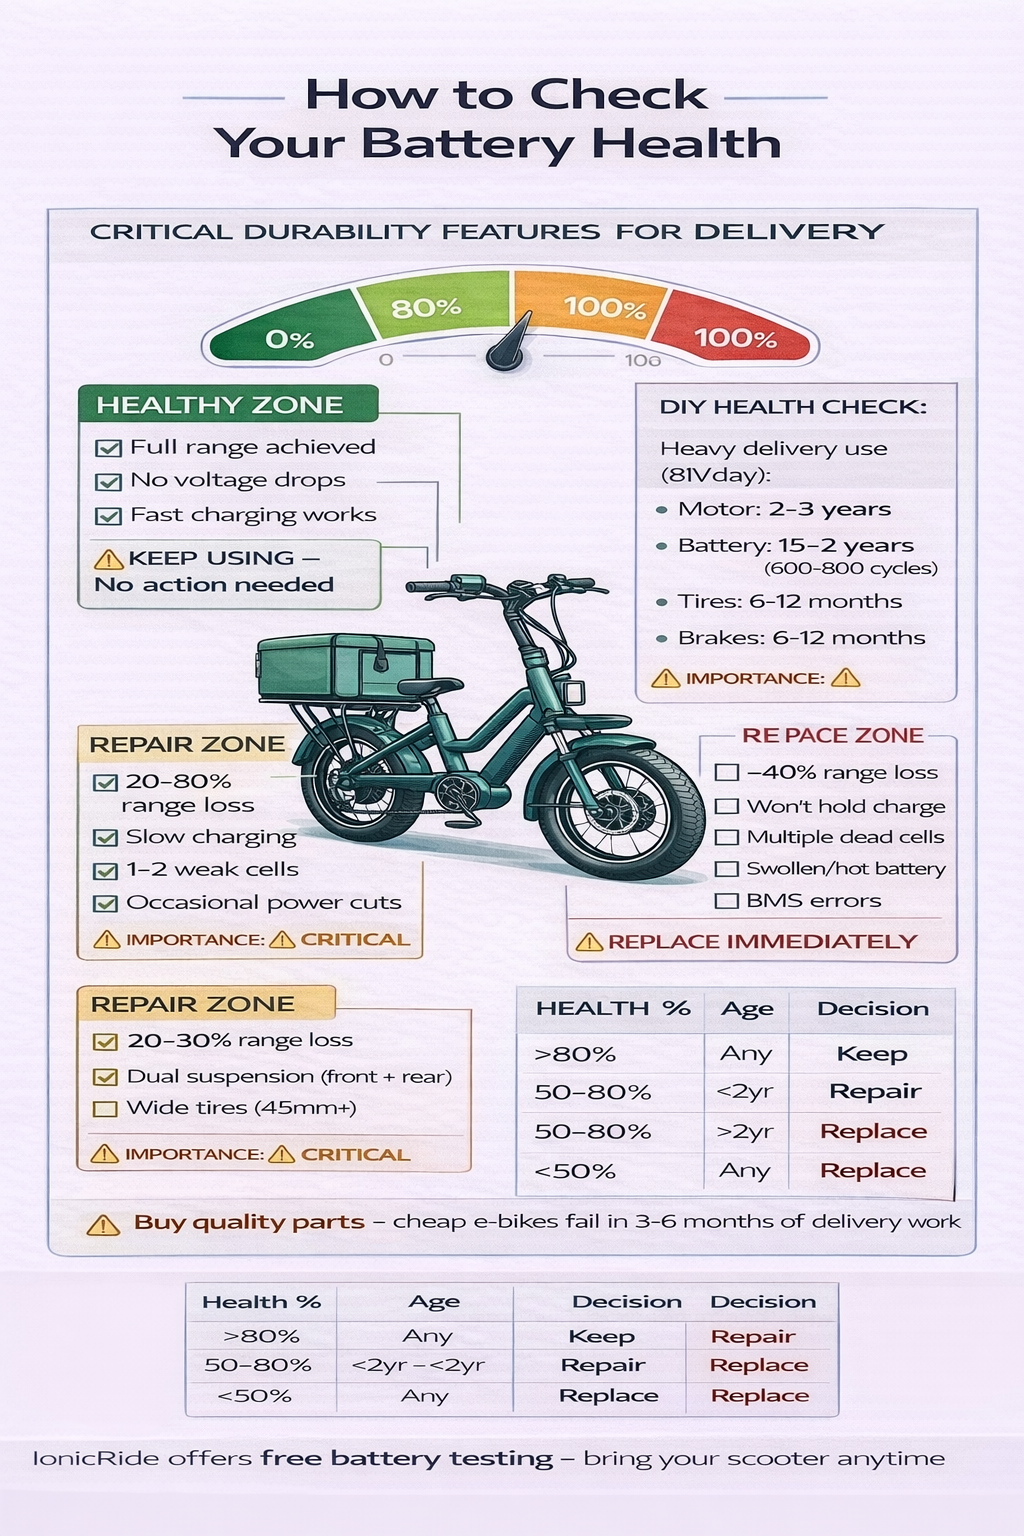 How to Check
Your Battery Health
CRITICAL DURABILITY FEATURES FOR DELIVERY
0%
80%
100%
100%
0
100
HEALTHY ZONE
Full range achieved
No voltage drops
Fast charging works
KEEP USING –
No action needed
DIY HEALTH CHECK:
Heavy delivery use
(81Vday):
• Motor: 2-3 years
• Battery: 15–2 years
(600-800 cycles)
• Tires: 6-12 months
• Brakes: 6-12 months
IMPORTANCE:
REPAIR ZONE
20–80%
range loss
Slow charging
1–2 weak cells
Occasional power cuts
IMPORTANCE: CRITICAL
RE PACE ZONE
–40% range loss
Won't hold charge
Multiple dead cells
Swollen/hot battery
BMS errors
REPLACE IMMEDIATELY
REPAIR ZONE
20–30% range loss
Dual suspension (front + rear)
Wide tires (45mm+)
IMPORTANCE: CRITICAL
HEALTH % Age Decision
>80% Any Keep
50–80% <2yr Repair
50–80% >2yr Replace
<50% Any Replace
Buy quality parts – cheap e-bikes fail in 3-6 months of delivery work
Health % Age Decision Decision
>80% Any Keep Repair
50–80% <2yr –<2yr Repair Replace
<50% Any Replace Replace
IonicRide offers free battery testing – bring your scooter anytime